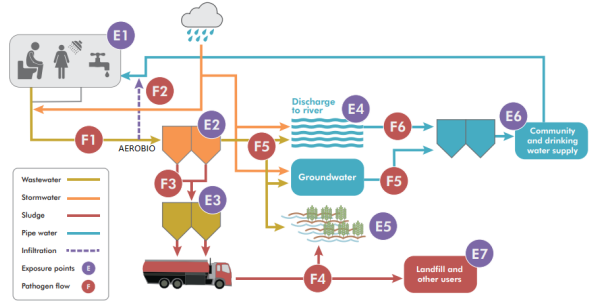 E1
F2
Discharge
to river
E4
E6
F1
AEROBIO
E2
F5
F6
Community
and drinking
water supply
F3
E3
Groundwater
F5
E5
Wastewater
Stormwater
Sludge
Pipe water
Infiltration
Exposure points E
Pathogen flow F
F4
E7
Landfill and
other users